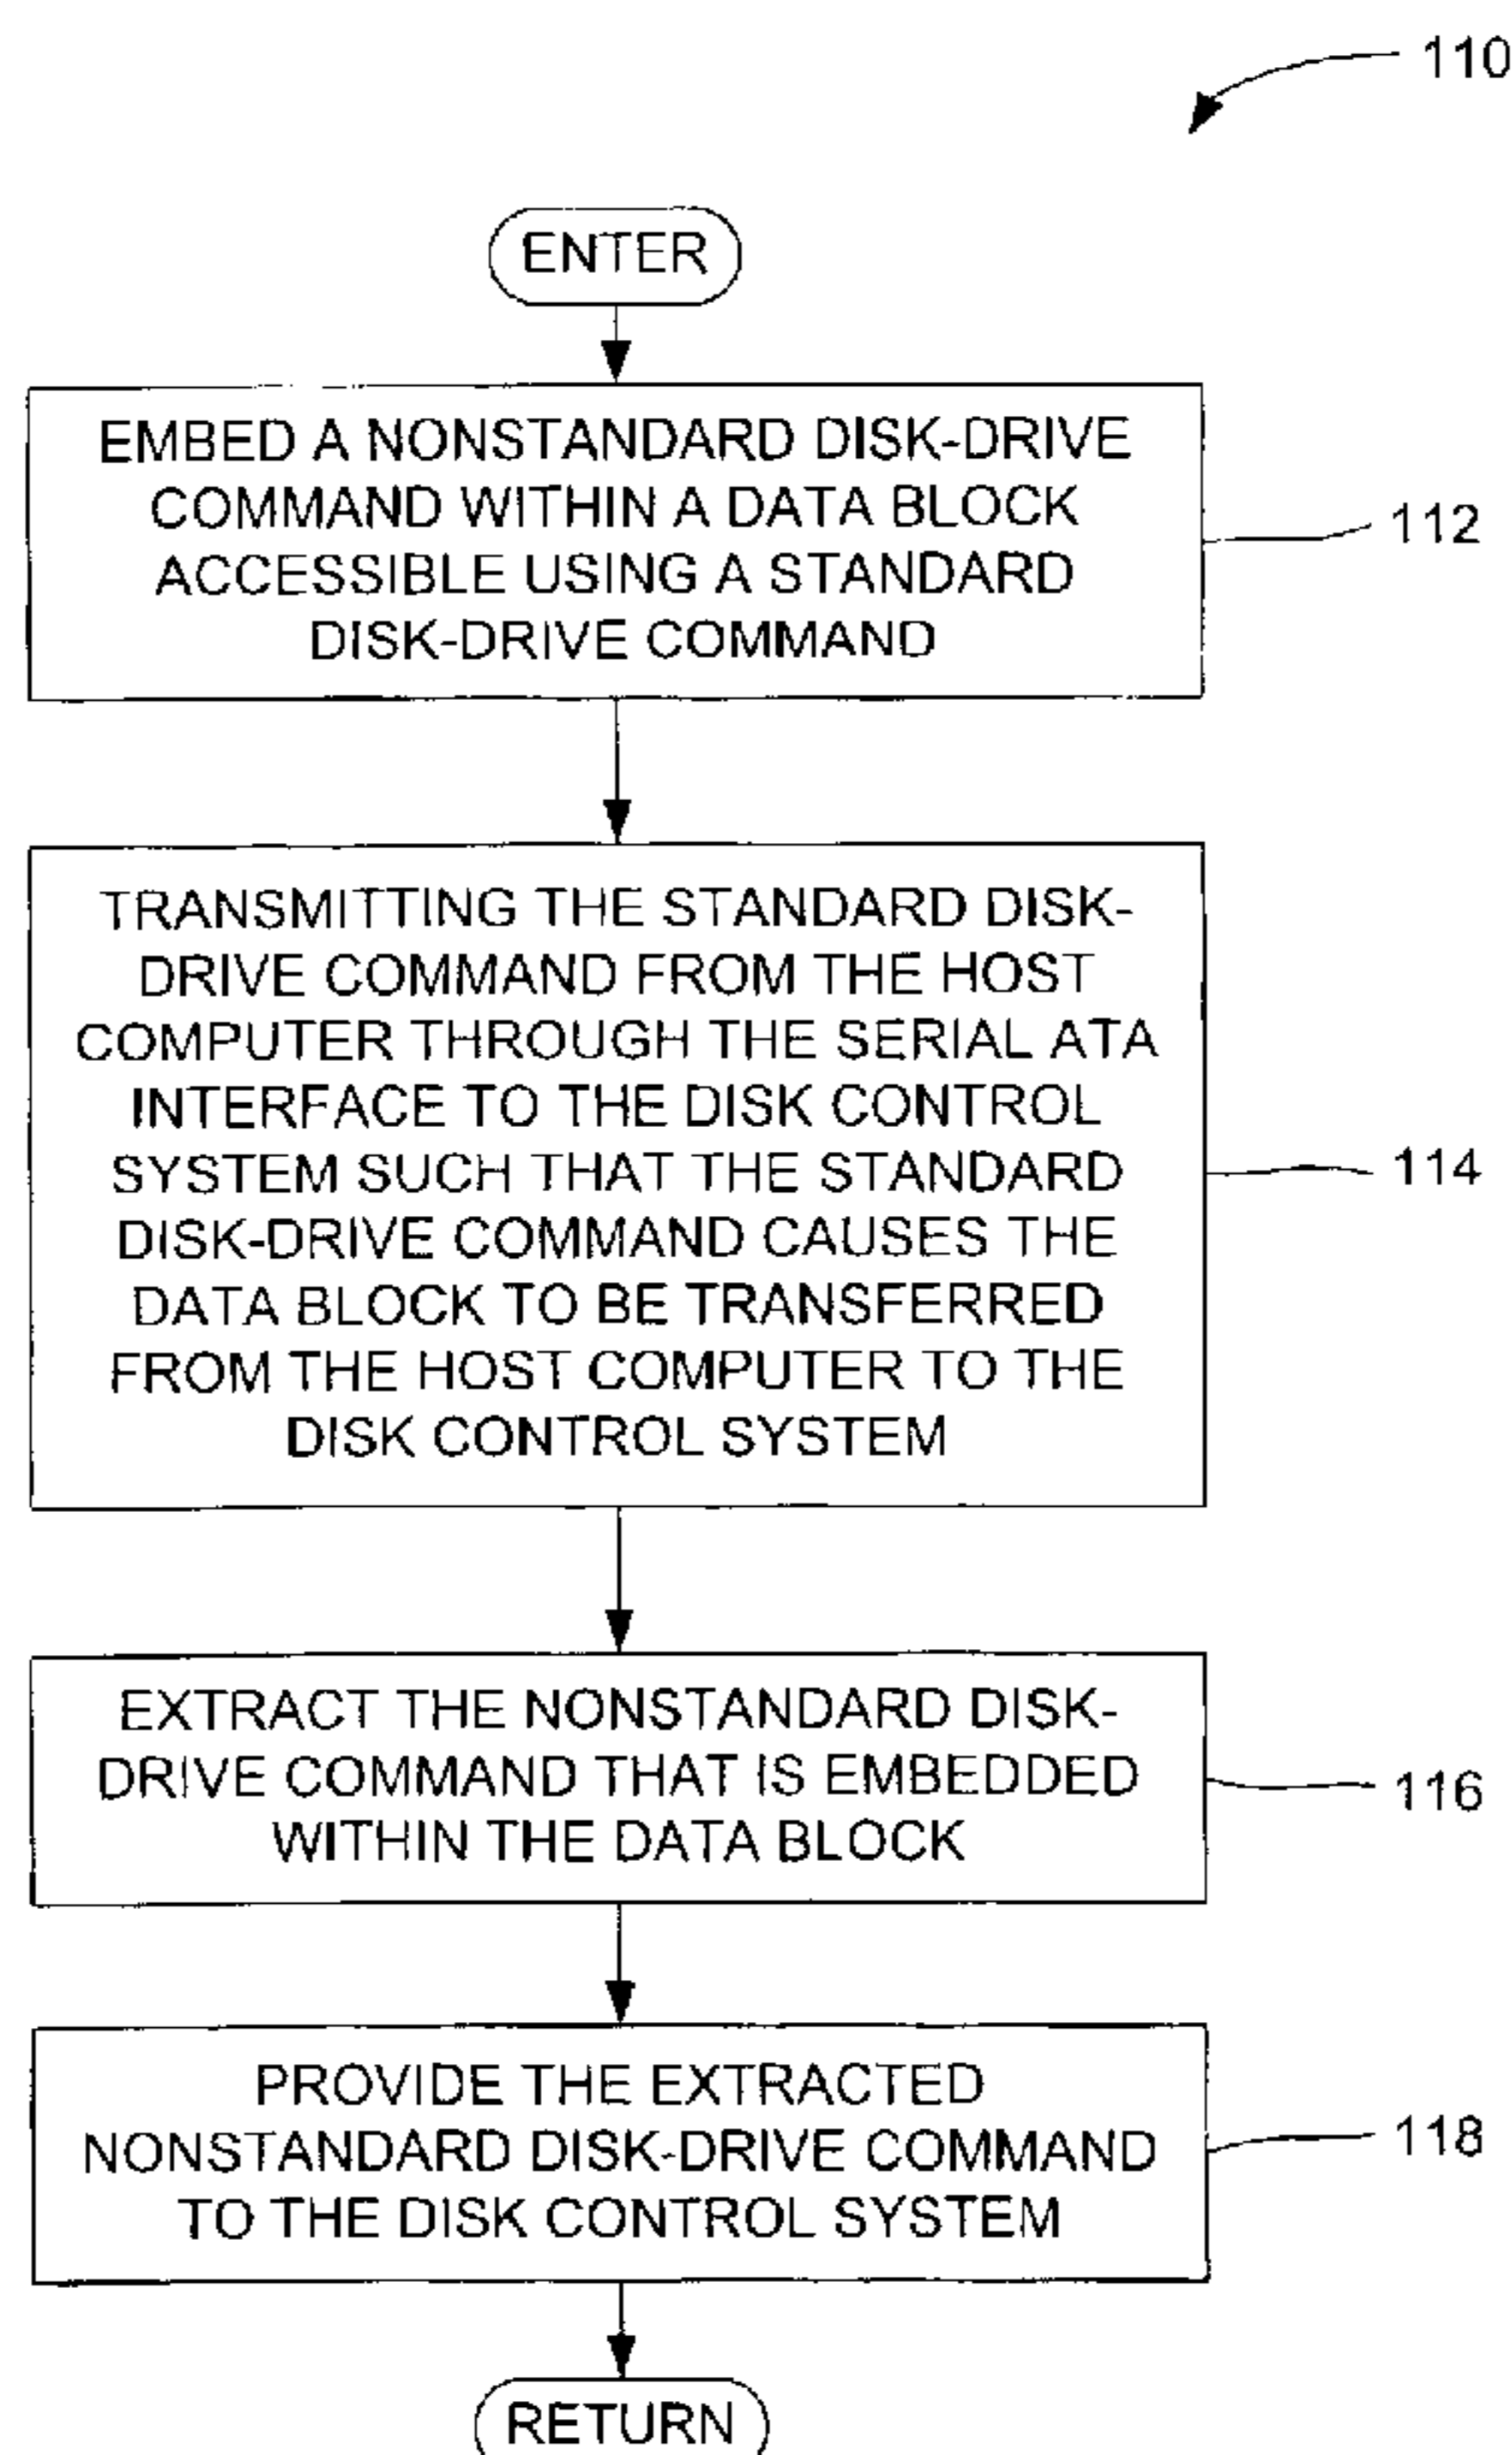 110
ENTER
EMBED A NONSTANDARD DISK-DRIVE
COMMAND WITHIN A DATA BLOCK
ACCESSIBLE USING A STANDARD
DISK-DRIVE COMMAND
112
TRANSMITTING THE STANDARD DISK-
DRIVE COMMAND FROM THE HOST
COMPUTER THROUGH THE SERIAL ATA
INTERFACE TO THE DISK CONTROL
SYSTEM SUCH THAT THE STANDARD
DISK-DRIVE COMMAND CAUSES THE
DATA BLOCK TO BE TRANSFERRED
FROM THE HOST COMPUTER TO THE
DISK CONTROL SYSTEM
114
EXTRACT THE NONSTANDARD DISK-
DRIVE COMMAND THAT IS EMBEDDED
WITHIN THE DATA BLOCK
116
PROVIDE THE EXTRACTED
NONSTANDARD DISK-DRIVE COMMAND
TO THE DISK CONTROL SYSTEM
118
RETURN